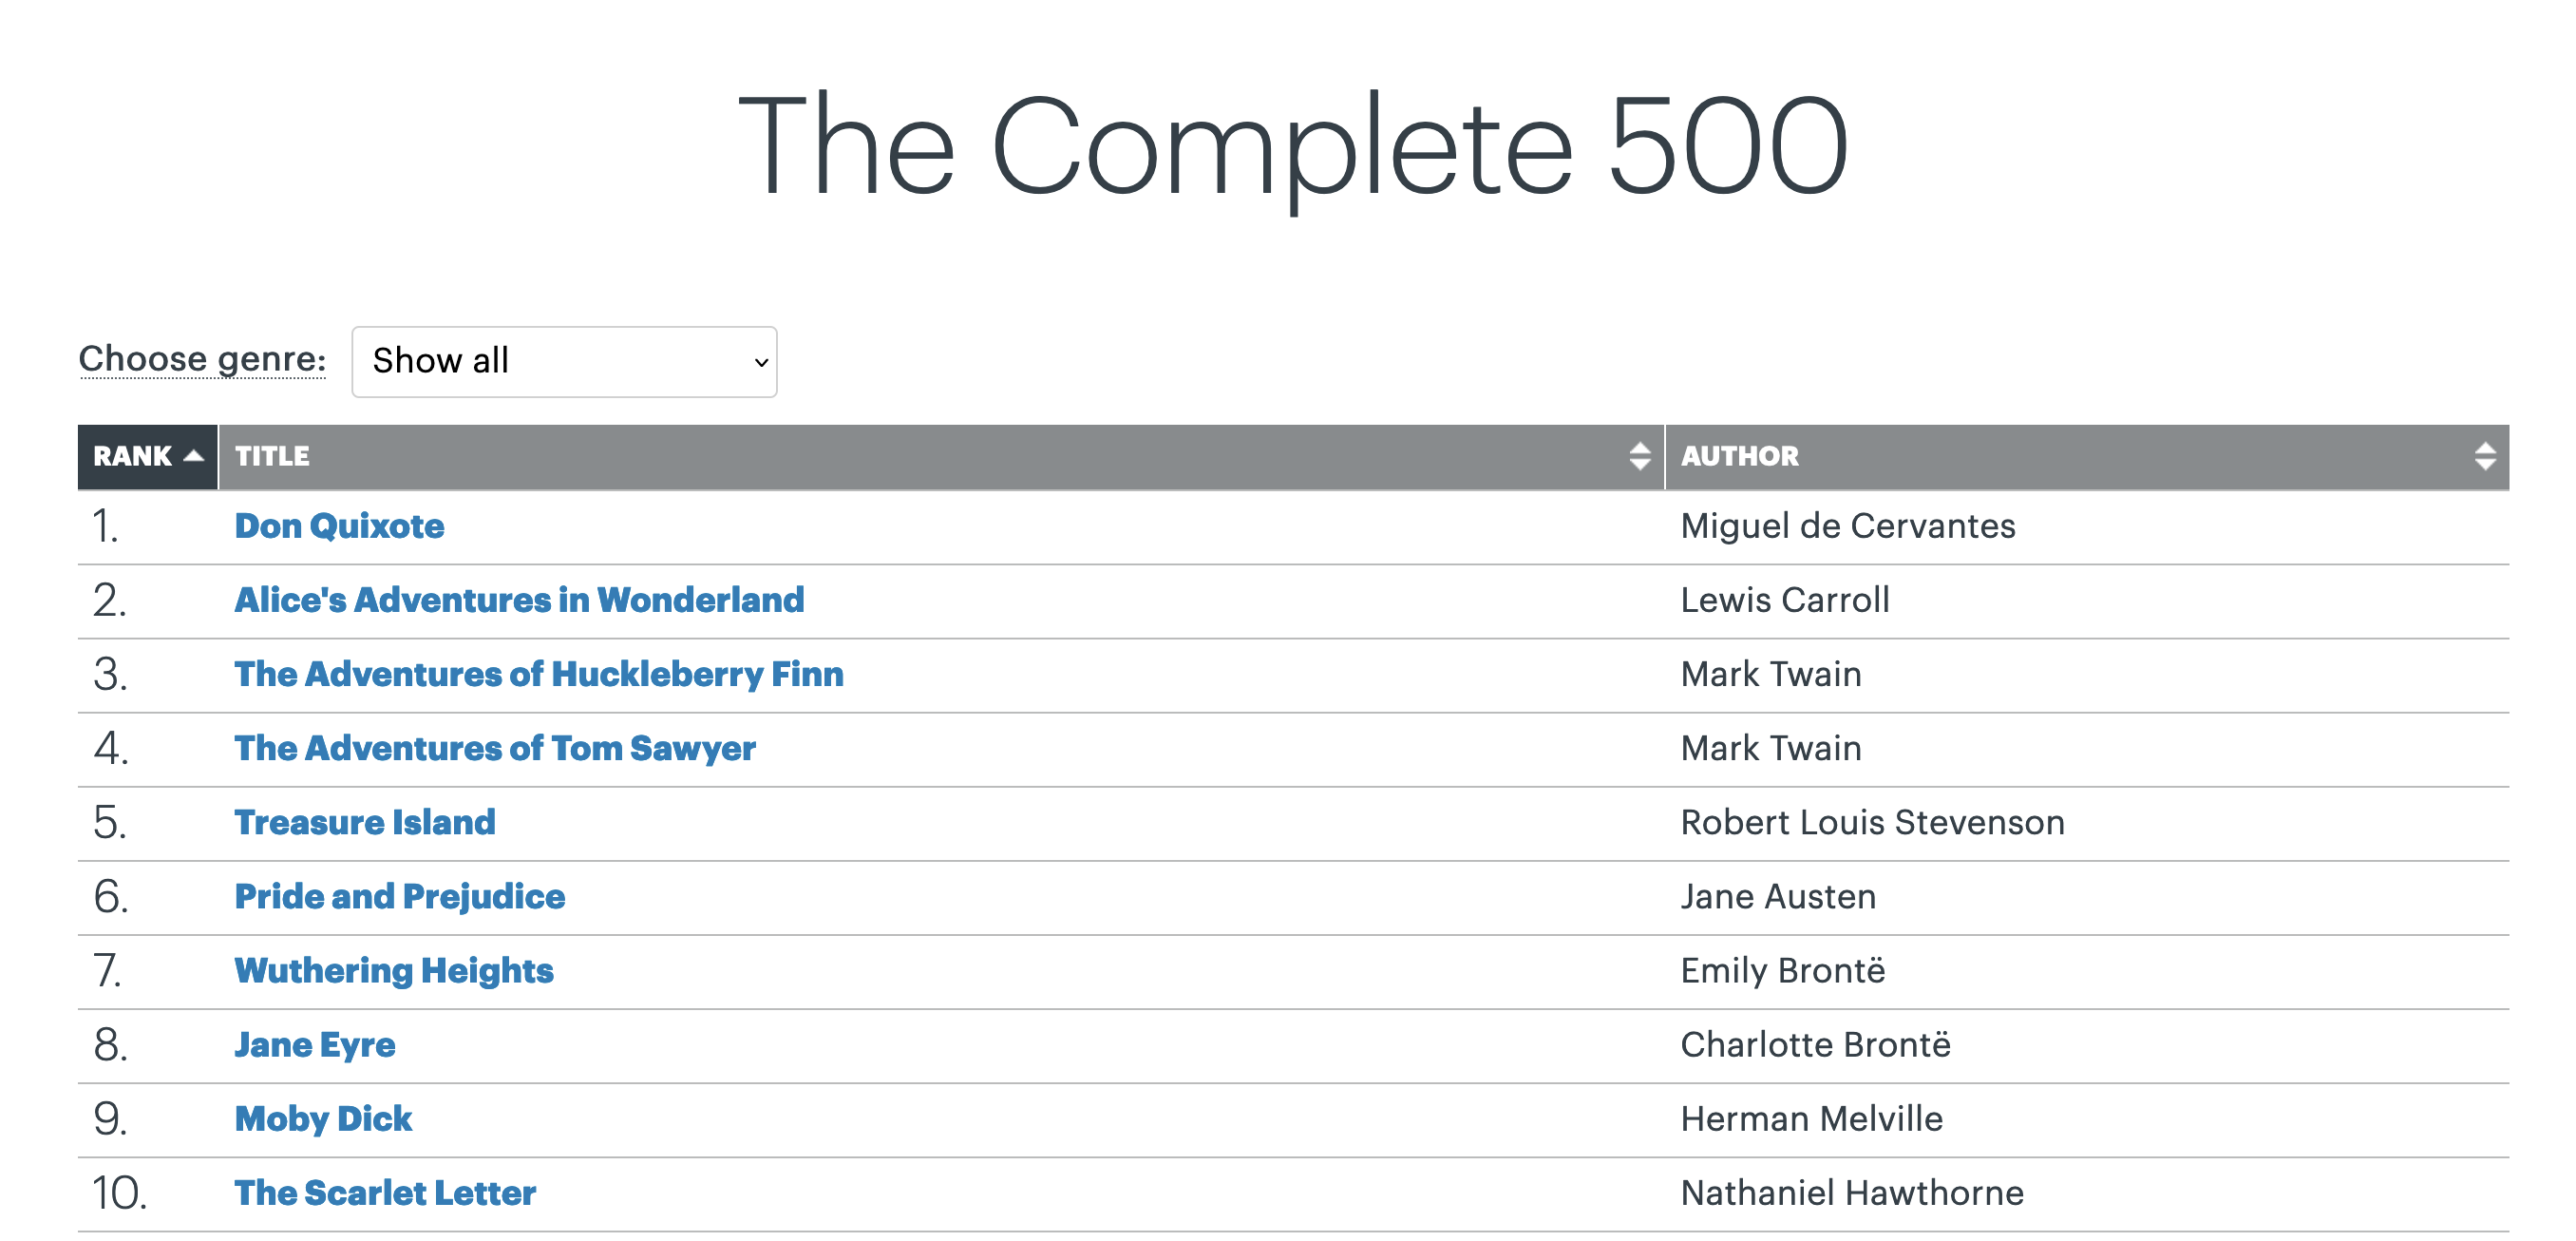 The Complete 500
Choose genre: Show all
RANK TITLE AUTHOR
1. Don Quixote Miguel de Cervantes
2. Alice's Adventures in Wonderland Lewis Carroll
3. The Adventures of Huckleberry Finn Mark Twain
4. The Adventures of Tom Sawyer Mark Twain
5. Treasure Island Robert Louis Stevenson
6. Pride and Prejudice Jane Austen
7. Wuthering Heights Emily Brontë
8. Jane Eyre Charlotte Brontë
9. Moby Dick Herman Melville
10. The Scarlet Letter Nathaniel Hawthorne